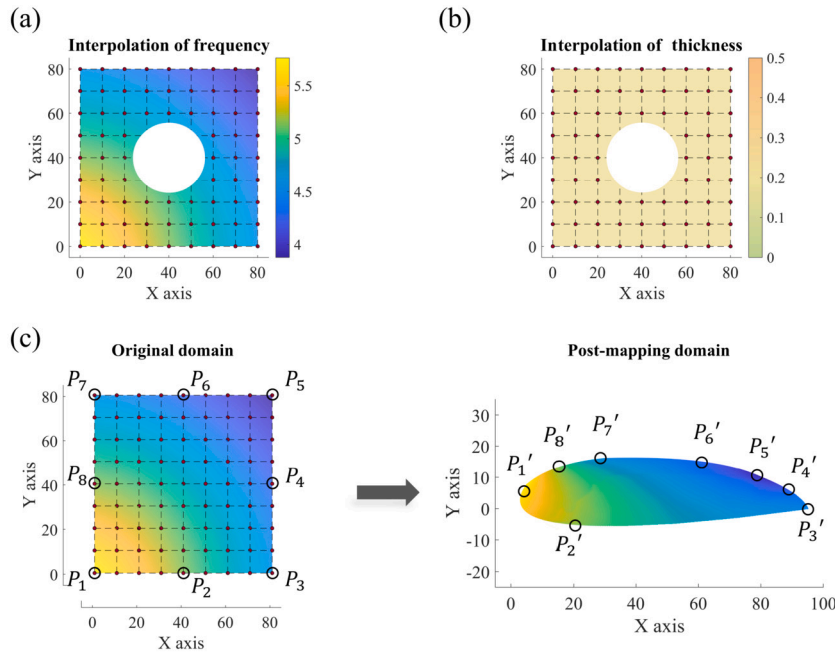 (a)
Interpolation of frequency
80
60
40
20
0
Y axis
0 20 40 60 80
X axis
5.5
5
4.5
4
(b)
Interpolation of thickness
80
60
40
20
0
Y axis
0 20 40 60 80
X axis
0.5
0.4
0.3
0.2
0.1
0
(c)
Original domain
P7 P6 P5
P8 P4
P1 P2 P3
80
60
40
20
0
Y axis
0 20 40 60 80
X axis
Post-mapping domain
30
20
10
0
-10
-20
Y axis
P1′ P8′ P7′ P6′ P5′ P4′
P2′ P3′
0 20 40 60 80 100
X axis